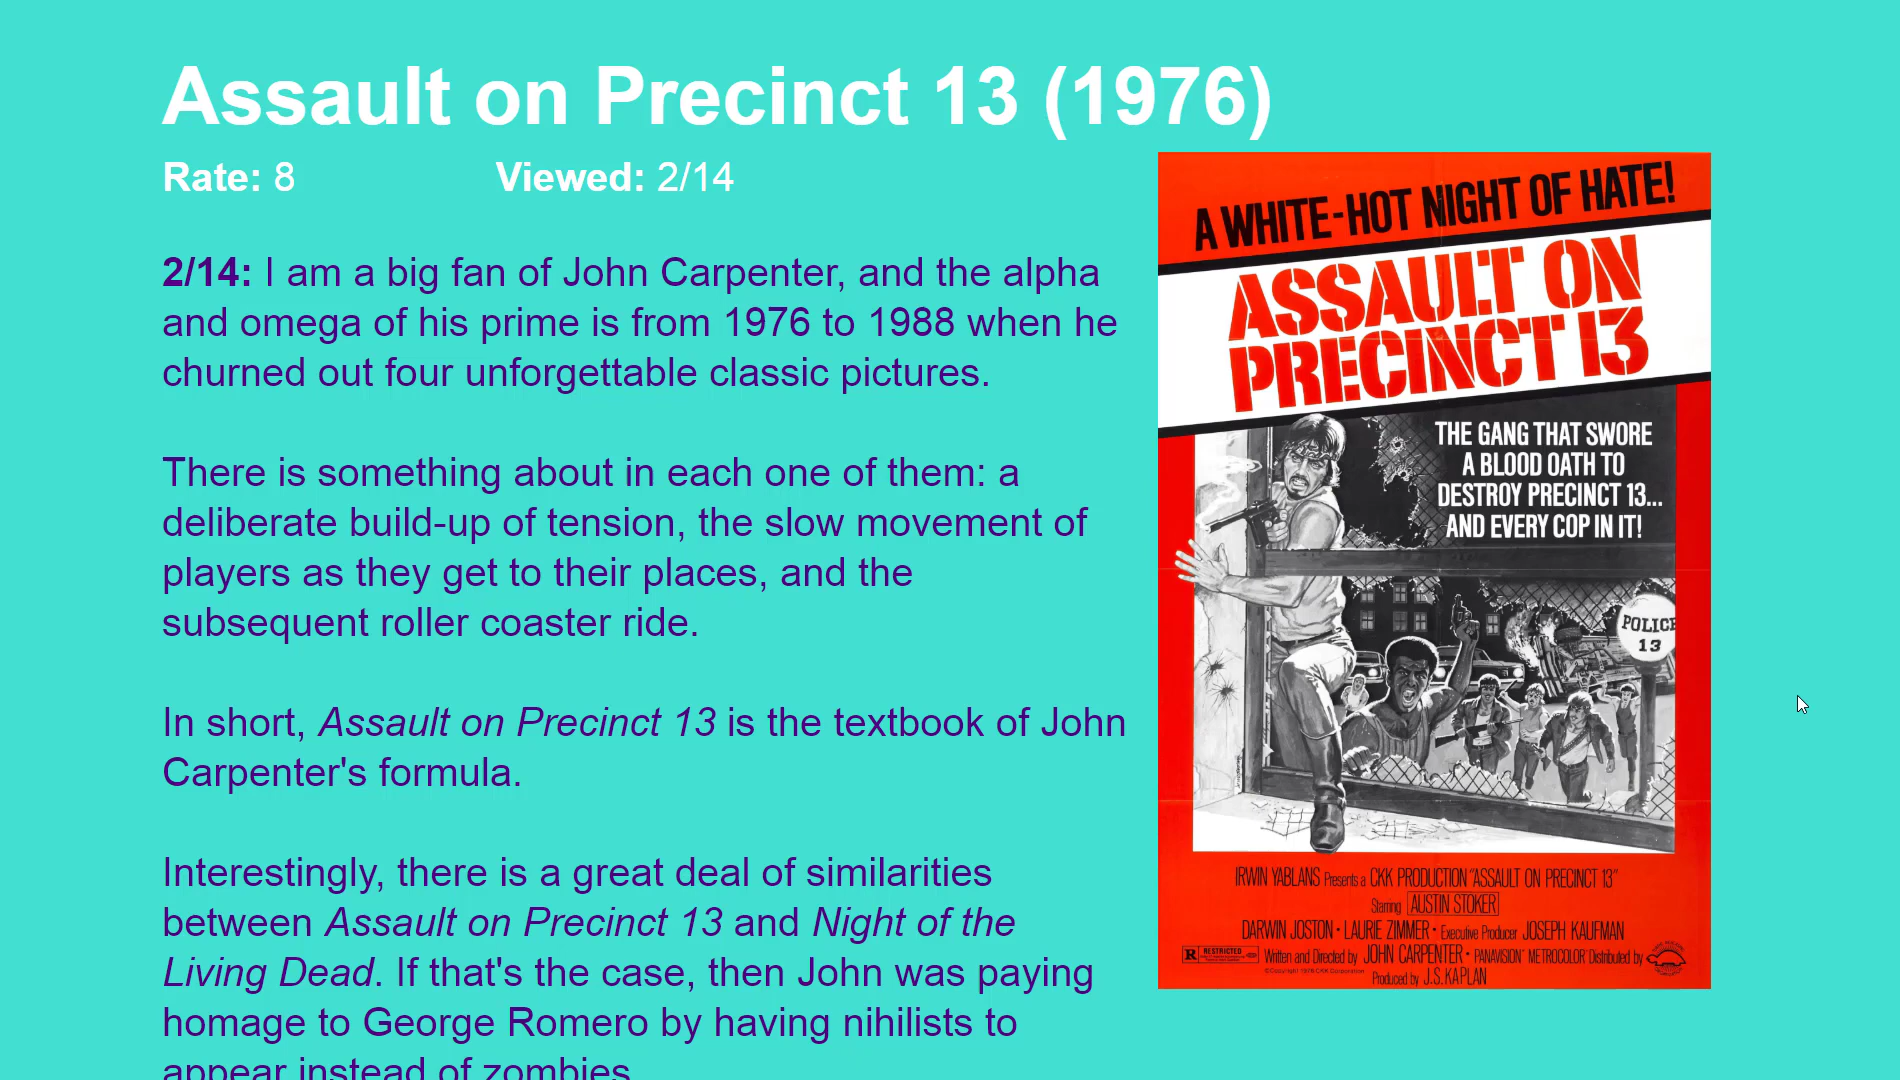 Assault on Precinct 13 (1976)
Rate: 8 Viewed: 2/14
2/14: I am a big fan of John Carpenter, and the alpha
and omega of his prime is from 1976 to 1988 when he
churned out four unforgettable classic pictures.
There is something about in each one of them: a
deliberate build-up of tension, the slow movement of
players as they get to their places, and the
subsequent roller coaster ride.
In short, Assault on Precinct 13 is the textbook of John
Carpenter's formula.
Interestingly, there is a great deal of similarities
between Assault on Precinct 13 and Night of the
Living Dead. If that's the case, then John was paying
homage to George Romero by having nihilists to
appear instead of zombies.
A WHITE-HOT NIGHT OF HATE!
ASSAULT ON
PRECINCT 13
THE GANG THAT SWORE
A BLOOD OATH TO
DESTROY PRECINCT 13...
AND EVERY COP IN IT!
POLICE
13
IRWIN YABLANS Presents a CKK PRODUCTION "ASSAULT ON PRECINCT 13"
Starring AUSTIN STOKER
DARWIN JOSTON • LAURIE ZIMMER • Executive Producer JOSEPH KAUFMAN
R RESTRICTED
Written and Directed by JOHN CARPENTER • PANAVISION® METROCOLOR® Distributed by
©Copyright 1976 CKK Corporation
Produced by J.S. KAPLAN